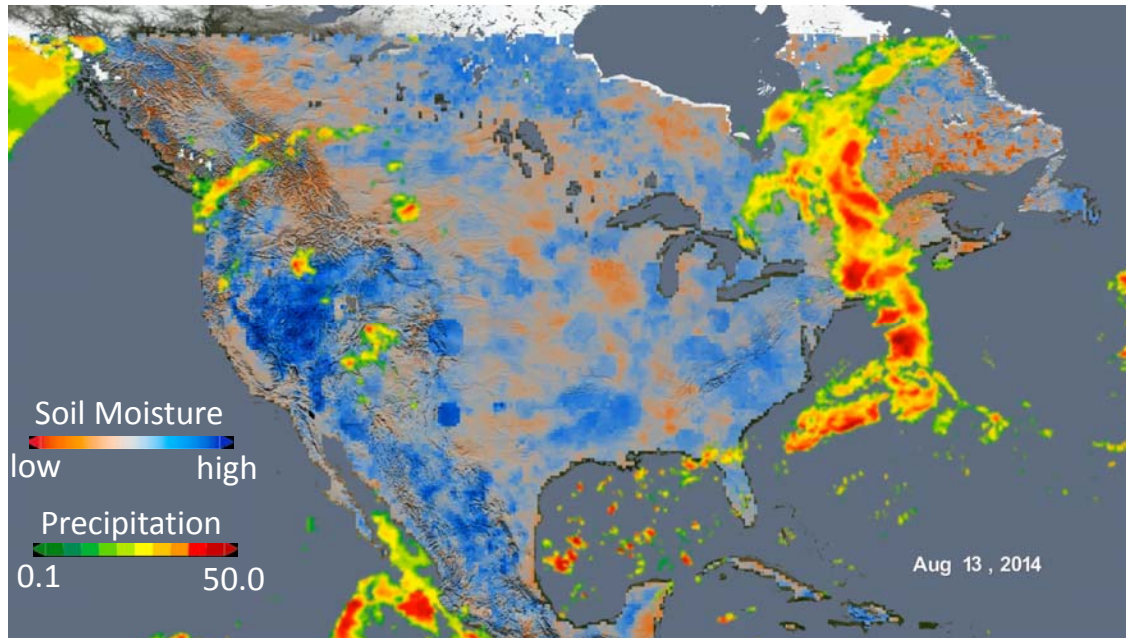 Soil Moisture
low high
Precipitation
0.1 50.0
Aug 13 , 2014